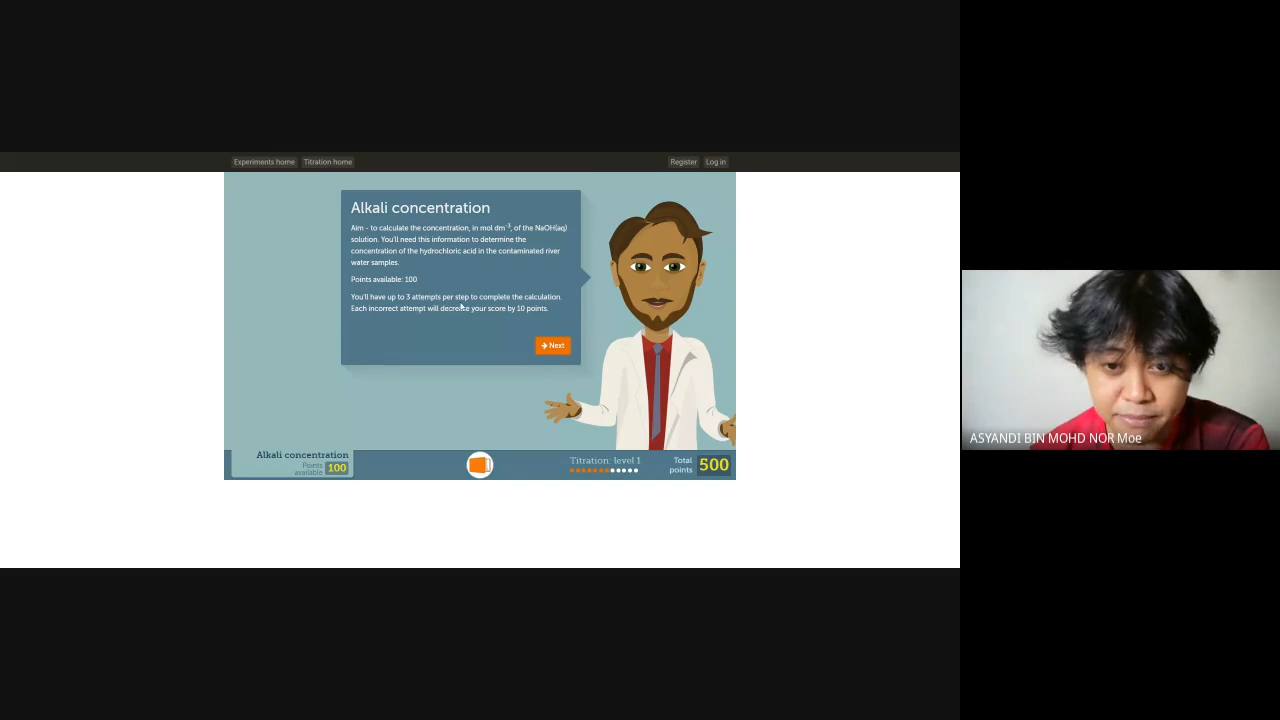 Experiments home Titration home Register Log in
Alkali concentration
Aim - to calculate the concentration, in mol dm⁻³, of the NaOH(aq)
solution. You'll need this information to determine the
concentration of the hydrochloric acid in the contaminated river
water samples.
Points available: 100
You'll have up to 3 attempts per step to complete the calculation.
Each incorrect attempt will decrease your score by 10 points.
Next
ASYANDI BIN MOHD NOR Moe
Alkali concentration
Points
available 100
Titration: level 1
Total
points 500